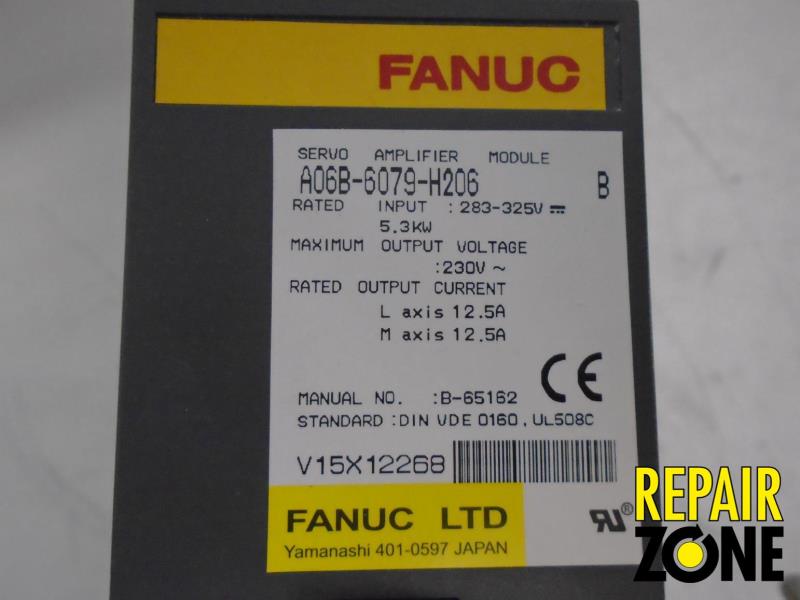 FANUC
SERVO AMPLIFIER MODULE
A06B-6079-H206 B
RATED INPUT : 283-325V ⎓
5.3KW
MAXIMUM OUTPUT VOLTAGE
:230V ~
RATED OUTPUT CURRENT
L axis 12.5A
M axis 12.5A
CE
MANUAL NO. :B-65162
STANDARD :DIN VDE 0160, UL508C
V15X12268
FANUC LTD
Yamanashi 401-0597 JAPAN
RU®
REPAIR
ZONE